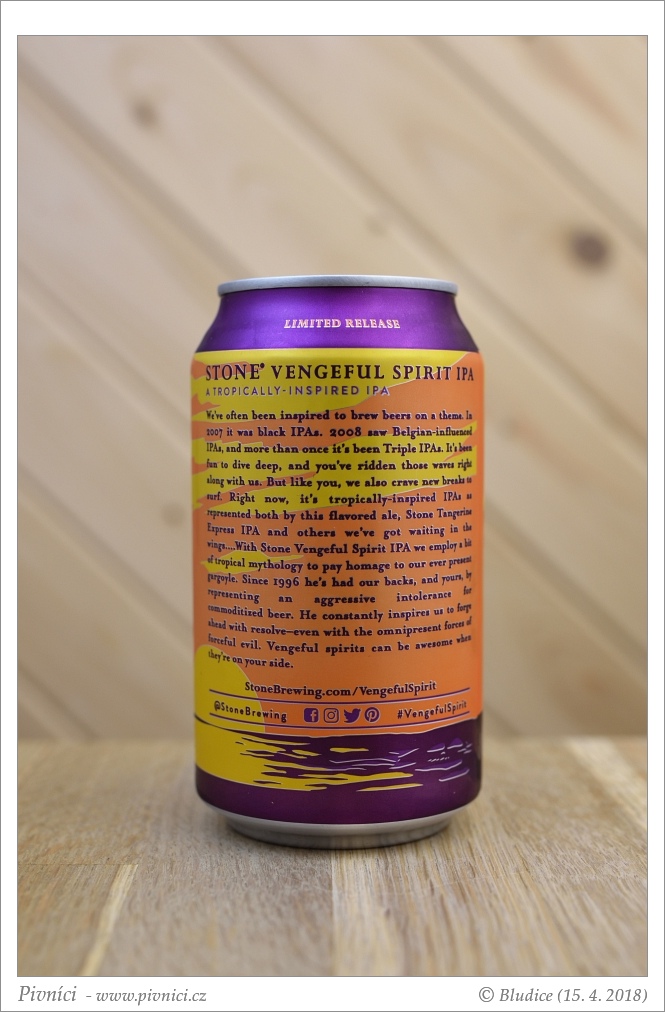 LIMITED RELEASE
STONE® VENGEFUL SPIRIT IPA
A TROPICALLY-INSPIRED IPA
We've often been inspired to brew beers on a theme. In
2007 it was black IPAs. 2008 saw Belgian-influenced
IPAs, and more than once it's been Triple IPAs. It's been
fun to dive deep, and you've ridden those waves right
along with us. But like you, we also crave new breaks to
surf. Right now, it's tropically-inspired IPAs as
represented both by this flavored ale, Stone Tangerine
Express IPA and others we've got waiting in the
wings....With Stone Vengeful Spirit IPA we employ a bit
of tropical mythology to pay homage to our ever present
gargoyle. Since 1996 he's had our backs, and yours, by
representing an aggressive intolerance for
commoditized beer. He constantly inspires us to forge
ahead with resolve—even with the omnipresent forces of
forceful evil. Vengeful spirits can be awesome when
they're on your side.
StoneBrewing.com/VengefulSpirit
@StoneBrewing #VengefulSpirit
Pivníci - www.pivnici.cz © Bludice (15. 4. 2018)